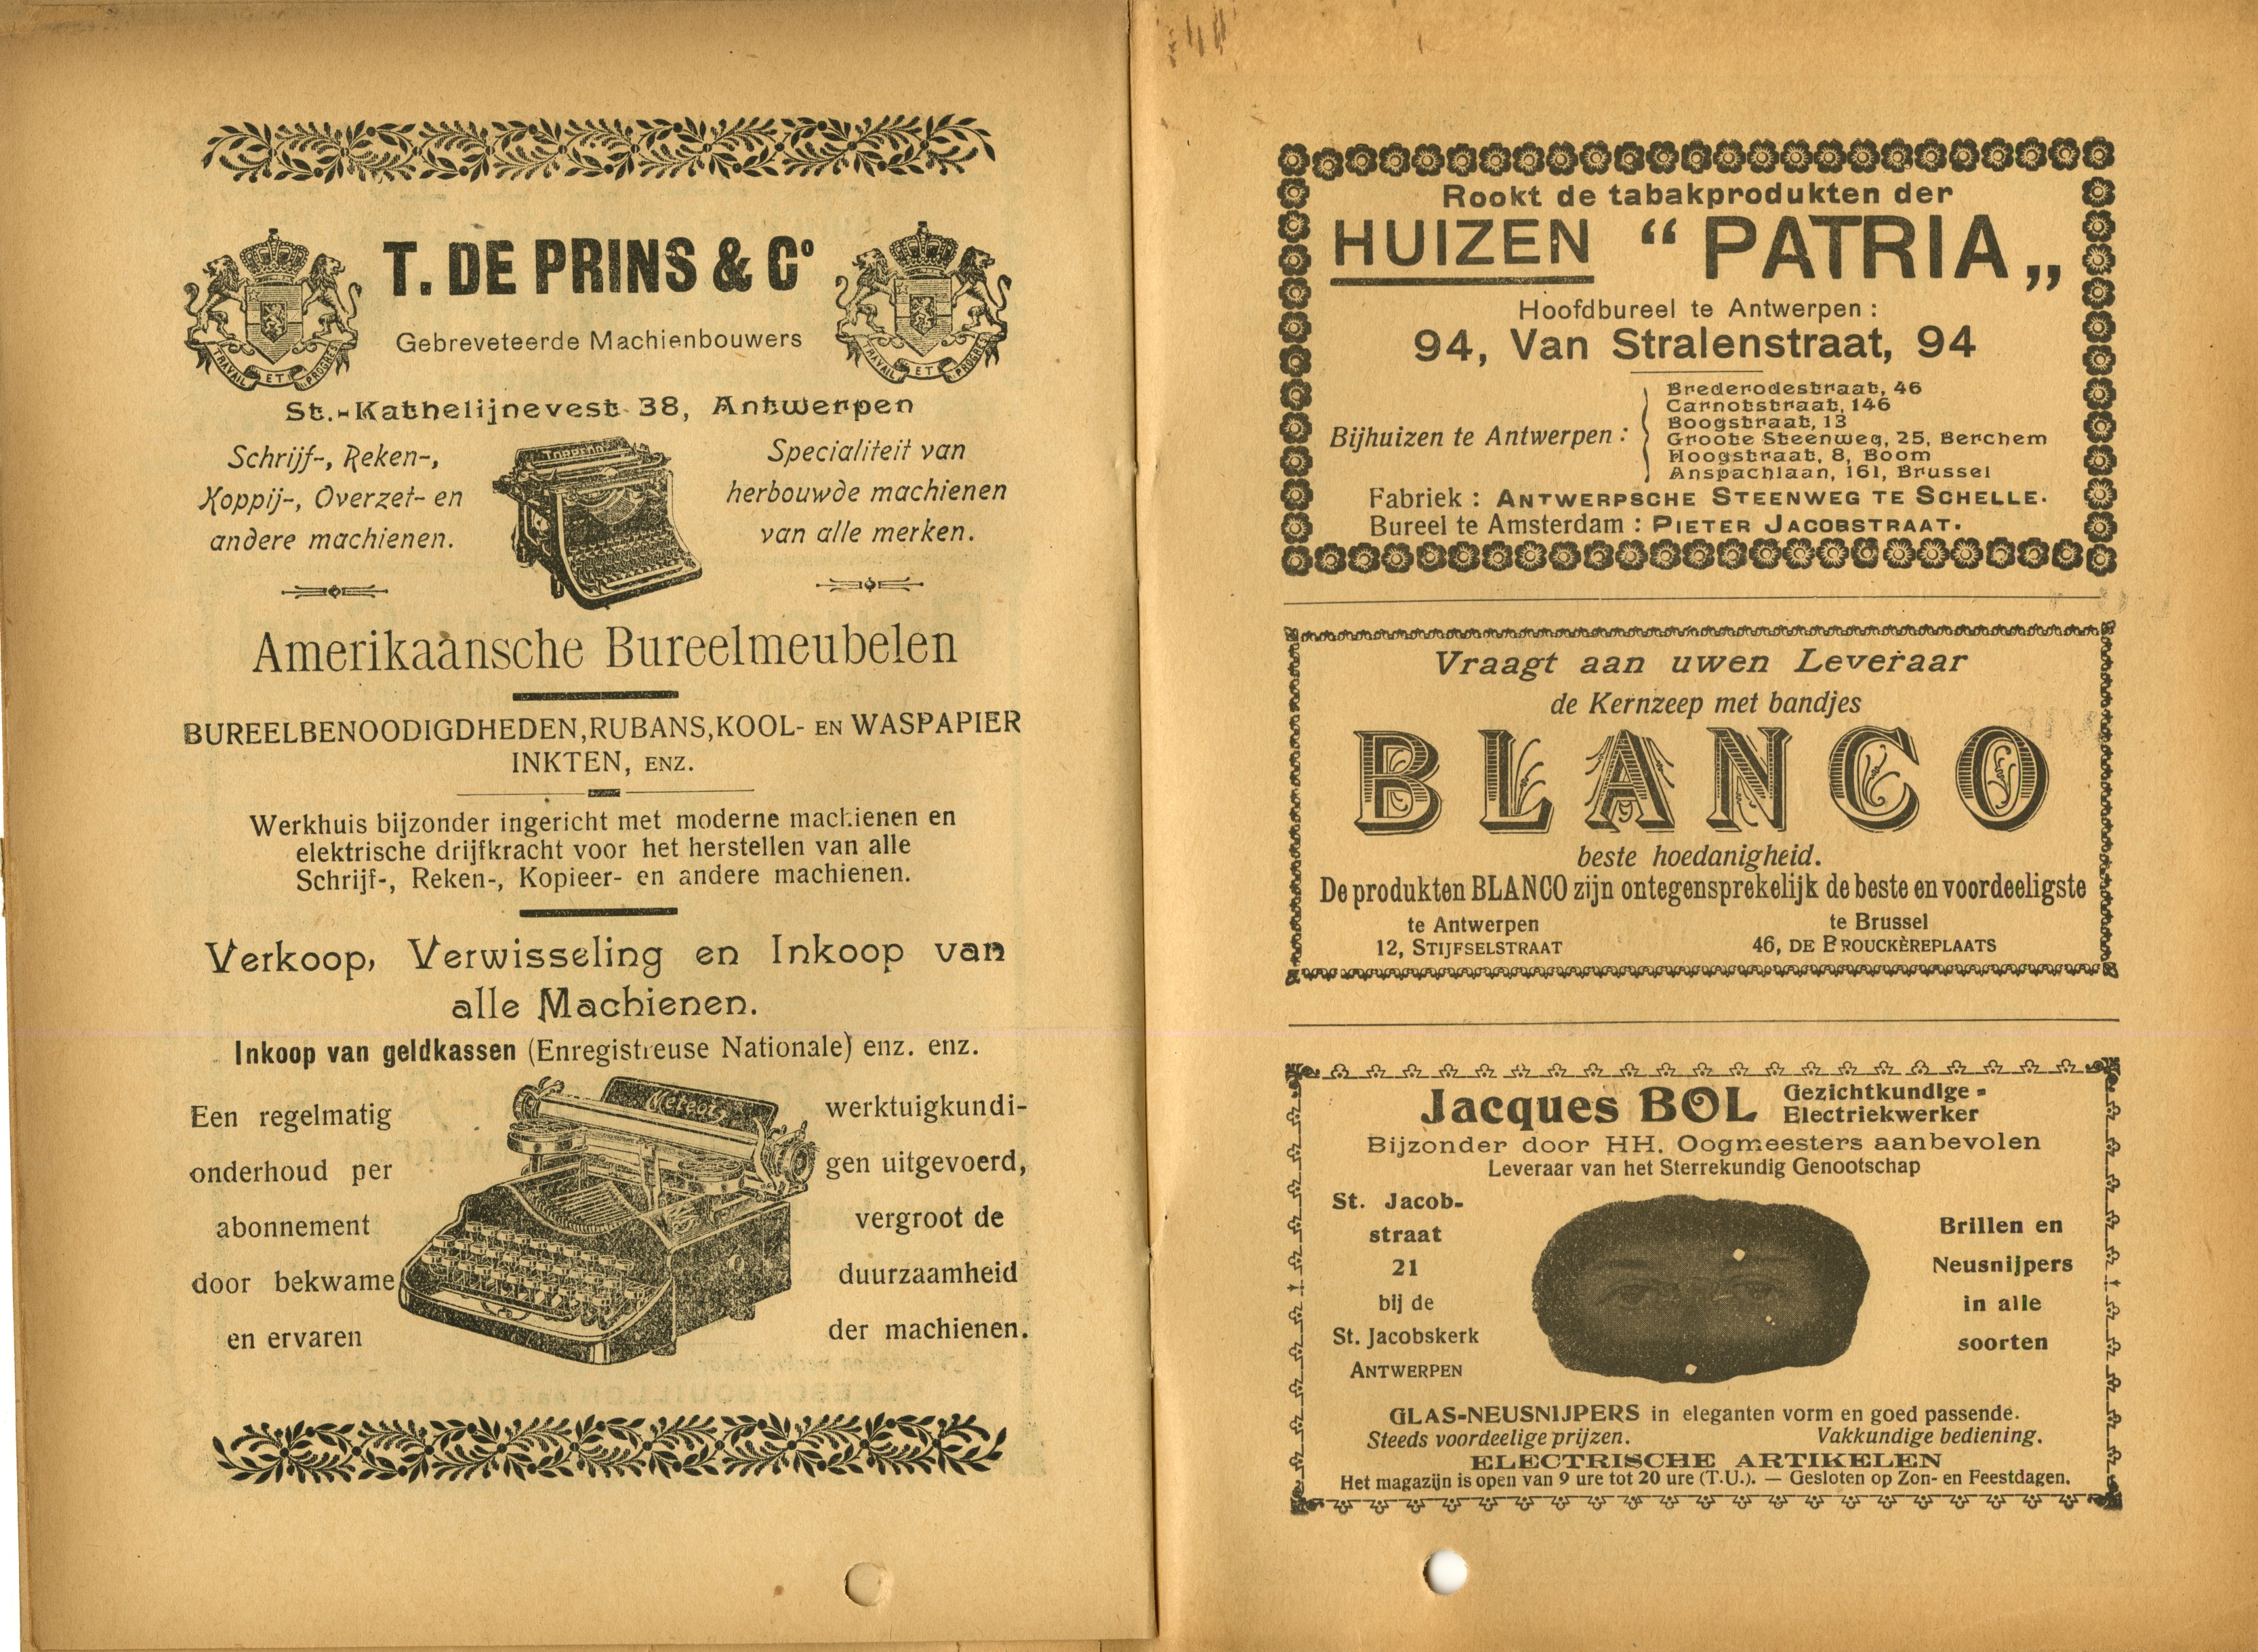 T. DE PRINS & Cº
Gebreveteerde Machienbouwers
TRAVAIL ET PROGRES
TRAVAIL ET PROGRES
St.-Kathelijnevest 38, Antwerpen
Schrijf-, Reken-,
Koppij-, Overzet- en
andere machienen.
TORPEDO
Specialiteit van
herbouwde machienen
van alle merken.
Amerikaansche Bureelmeubelen
BUREELBENOODIGDHEDEN, RUBANS, KOOL- EN WASPAPIER
INKTEN, ENZ.
Werkhuis bijzonder ingericht met moderne machienen en
elektrische drijfkracht voor het herstellen van alle
Schrijf-, Reken-, Kopieer- en andere machienen.
Verkoop, Verwisseling en Inkoop van
alle Machienen.
Inkoop van geldkassen (Enregistreuse Nationale) enz. enz.
Een regelmatig
onderhoud per
abonnement
door bekwame
en ervaren
werktuigkundi-
gen uitgevoerd,
vergroot de
duurzaamheid
der machienen.
Rookt de tabakprodukten der
HUIZEN “ PATRIA „
Hoofdbureel te Antwerpen :
94, Van Stralenstraat, 94
Bijhuizen te Antwerpen :
Brederodestraat, 46
Carnotstraat, 146
Boogstraat, 13
Groote Steenweg, 25, Berchem
Hoogstraat, 8, Boom
Anspachlaan, 161, Brussel
Fabriek : ANTWERPSCHE STEENWEG TE SCHELLE.
Bureel te Amsterdam : PIETER JACOBSTRAAT.
Vraagt aan uwen Leveraar
de Kernzeep met bandjes
BLANCO
beste hoedanigheid.
De produkten BLANCO zijn ontegensprekelijk de beste en voordeeligste
te Antwerpen
12, STIJFSELSTRAAT
te Brussel
46, DE BROUCKÈREPLAATS
Jacques BOL
Gezichtkundige -
Electriekwerker
Bijzonder door HH. Oogmeesters aanbevolen
Leveraar van het Sterrekundig Genootschap
St. Jacob-
straat
21
bij de
St. Jacobskerk
ANTWERPEN
Brillen en
Neusnijpers
in alle
soorten
GLAS-NEUSNIJPERS in eleganten vorm en goed passende.
Steeds voordeelige prijzen. Vakkundige bediening.
ELECTRISCHE ARTIKELEN
Het magazijn is open van 9 ure tot 20 ure (T.U.). — Gesloten op Zon- en Feestdagen.